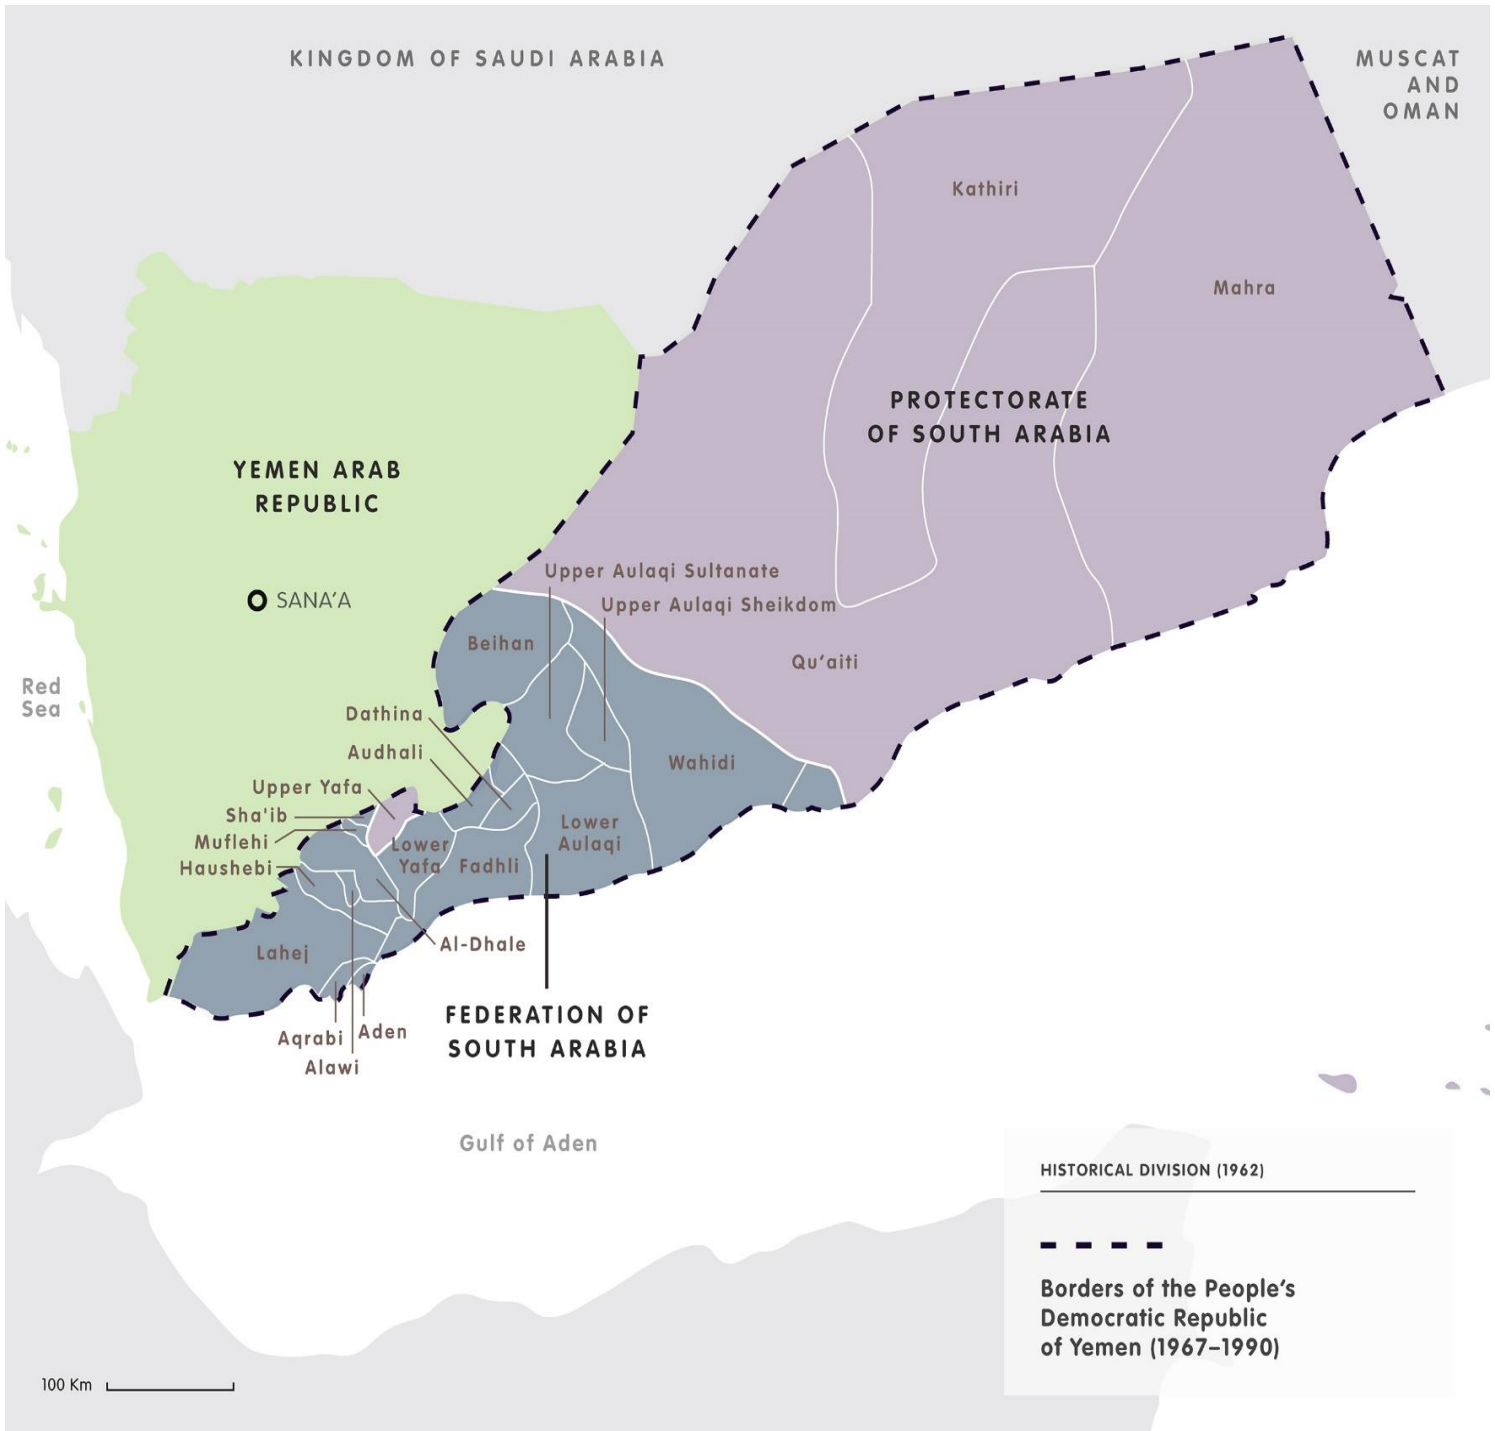 KINGDOM OF SAUDI ARABIA
MUSCAT
AND
OMAN
Kathiri
Mahra
PROTECTORATE
OF SOUTH ARABIA
YEMEN ARAB
REPUBLIC
SANA'A
Upper Aulaqi Sultanate
Upper Aulaqi Sheikdom
Beihan
Qu'aiti
Red
Sea
Dathina
Audhali
Wahidi
Upper Yafa
Sha'ib
Muflehi
Haushebi
Lower
Yafa
Fadhli
Lower
Aulaqi
Lahej
Al-Dhale
Aqrabi
Aden
Alawi
FEDERATION OF
SOUTH ARABIA
Gulf of Aden
HISTORICAL DIVISION (1962)
Borders of the People's
Democratic Republic
of Yemen (1967–1990)
100 Km